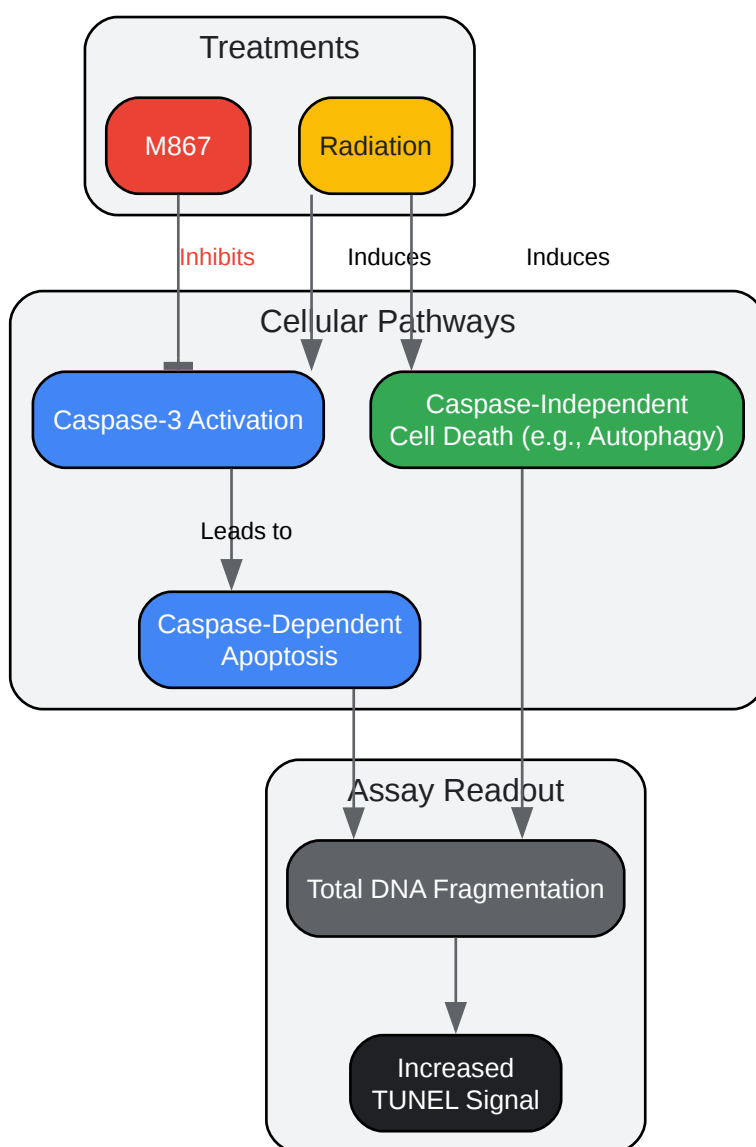 Treatments
M867
Radiation
Inhibits
Induces
Induces
Cellular Pathways
Caspase-3 Activation
Caspase-Independent
Cell Death (e.g., Autophagy)
Leads to
Caspase-Dependent
Apoptosis
Assay Readout
Total DNA Fragmentation
Increased
TUNEL Signal